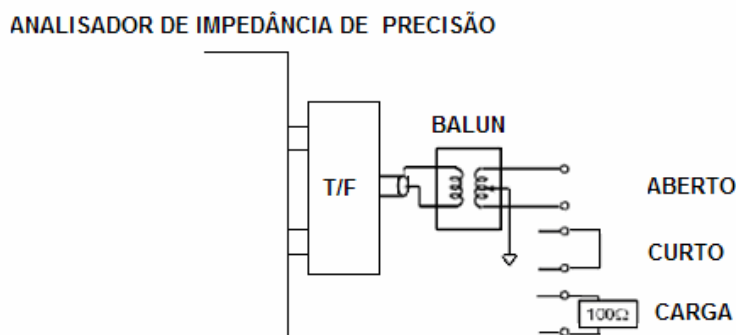 ANALISADOR DE IMPEDÂNCIA DE PRECISÃO
BALUN
T/F
ABERTO
CURTO
100Ω
CARGA